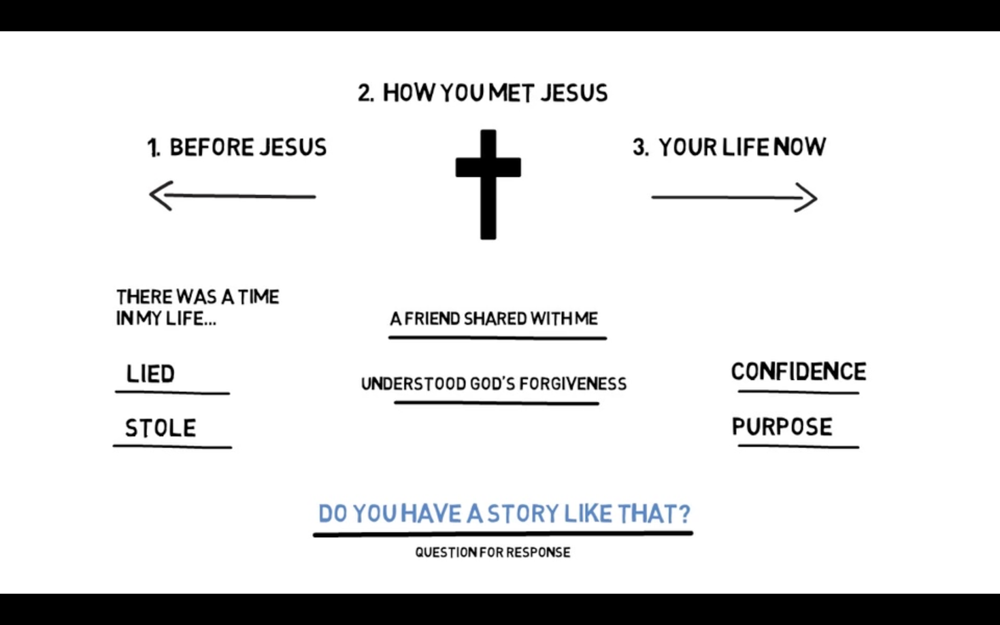 2. HOW YOU MET JESUS
1. BEFORE JESUS
3. YOUR LIFE NOW
THERE WAS A TIME
IN MY LIFE...
LIED
STOLE
A FRIEND SHARED WITH ME
UNDERSTOOD GOD'S FORGIVENESS
CONFIDENCE
PURPOSE
DO YOU HAVE A STORY LIKE THAT?
QUESTION FOR RESPONSE